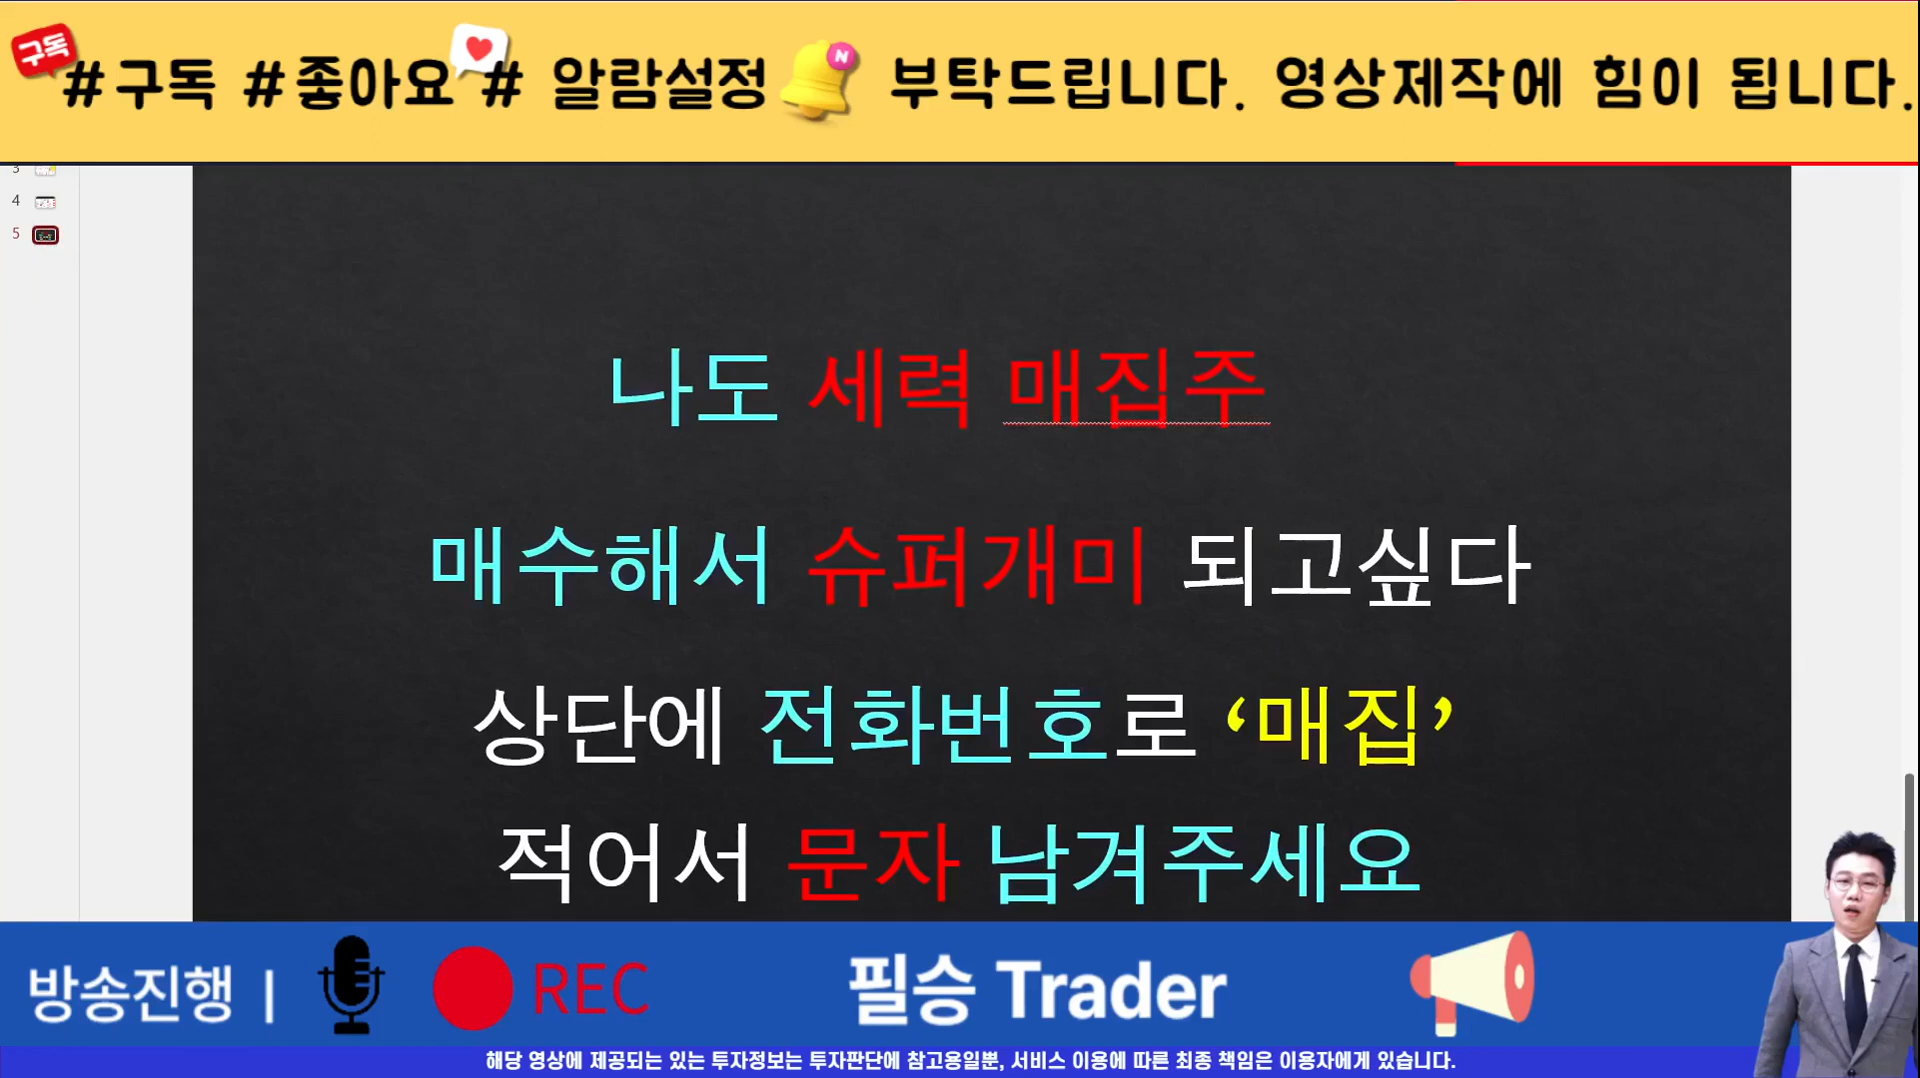 구독
#구독 #좋아요 # 알람설정 N 부탁드립니다. 영상제작에 힘이 됩니다.
3
4
5
나도 세력 매집주
매수해서 슈퍼개미 되고싶다
상단에 전화번호로 ‘매집’
적어서 문자 남겨주세요
방송진행 | REC 필승 Trader
해당 영상에 제공되는 있는 투자정보는 투자판단에 참고용일뿐, 서비스 이용에 따른 최종 책임은 이용자에게 있습니다.